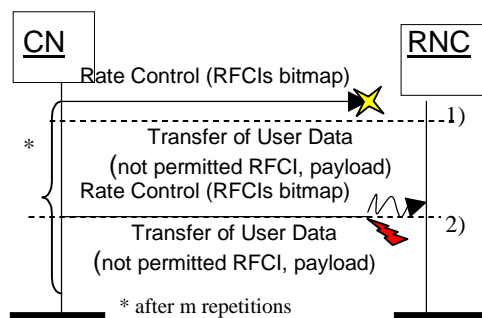 CN
RNC
Rate Control (RFCIs bitmap)
1)
*
Transfer of User Data
(not permitted RFCI, payload)
Rate Control (RFCIs bitmap)
2)
Transfer of User Data
(not permitted RFCI, payload)
* after m repetitions